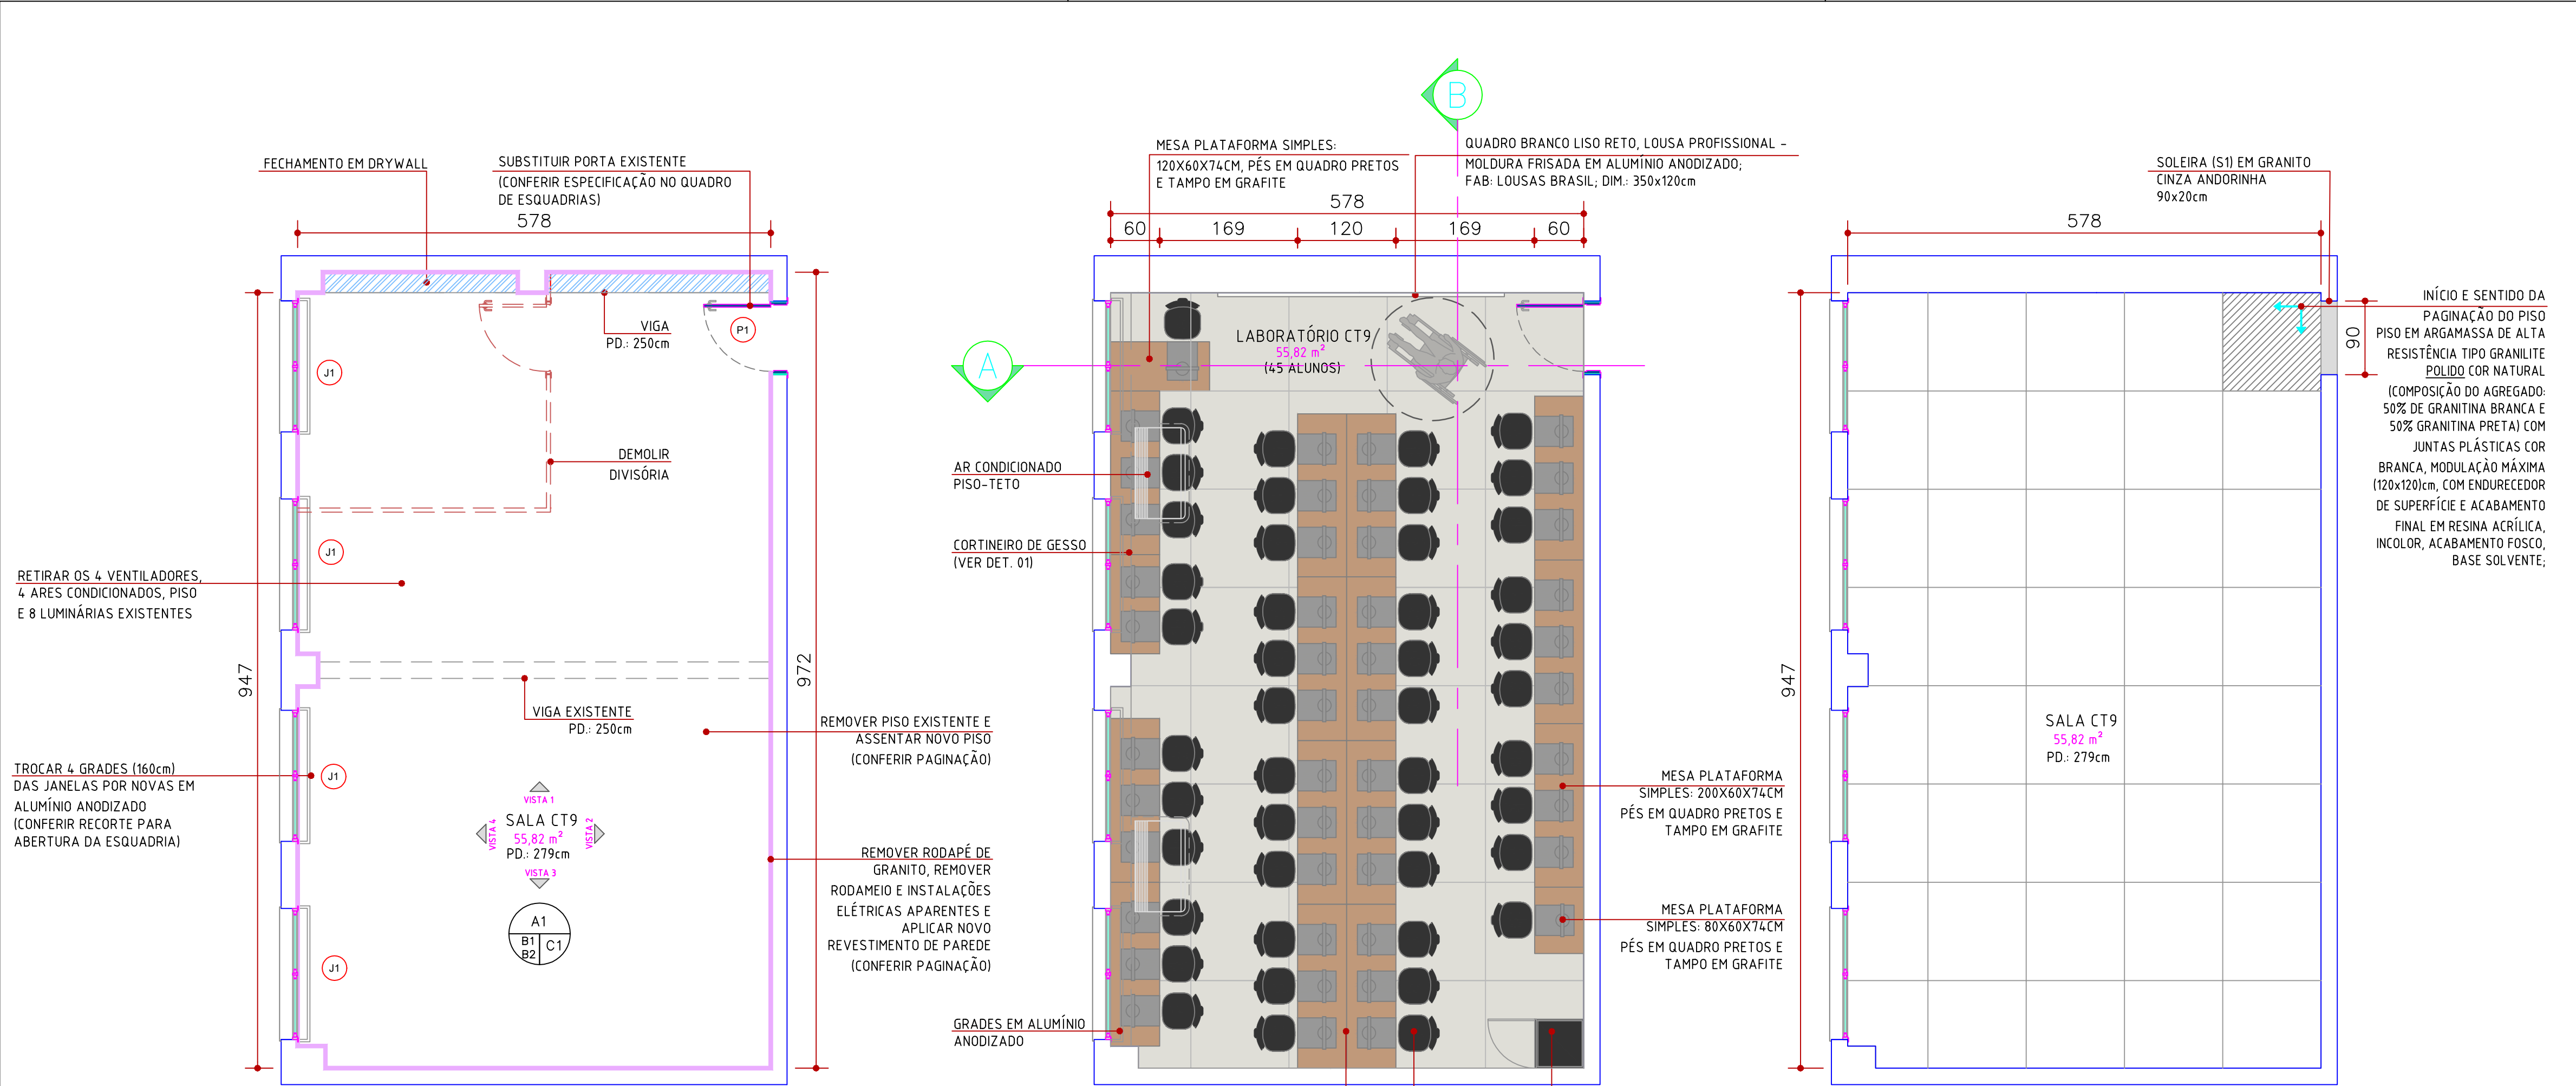 FECHAMENTO EM DRYWALL
SUBSTITUIR PORTA EXISTENTE
(CONFERIR ESPECIFICAÇÃO NO QUADRO
DE ESQUADRIAS)
578
P1
VIGA
PD.: 250cm
J1
DEMOLIR
DIVISÓRIA
J1
RETIRAR OS 4 VENTILADORES,
4 ARES CONDICIONADOS, PISO
E 8 LUMINÁRIAS EXISTENTES
947
972
VIGA EXISTENTE
PD.: 250cm
REMOVER PISO EXISTENTE E
ASSENTAR NOVO PISO
(CONFERIR PAGINAÇÃO)
TROCAR 4 GRADES (160cm)
DAS JANELAS POR NOVAS EM
ALUMÍNIO ANODIZADO
(CONFERIR RECORTE PARA
ABERTURA DA ESQUADRIA)
J1
VISTA 1
VISTA 4
SALA CT9
55,82 m²
PD.: 279cm
VISTA 2
VISTA 3
REMOVER RODAPÉ DE
GRANITO, REMOVER
RODAMEIO E INSTALAÇÕES
ELÉTRICAS APARENTES E
APLICAR NOVO
REVESTIMENTO DE PAREDE
(CONFERIR PAGINAÇÃO)
A1
B1
B2
C1
J1
B
MESA PLATAFORMA SIMPLES:
120X60X74CM, PÉS EM QUADRO PRETOS
E TAMPO EM GRAFITE
QUADRO BRANCO LISO RETO, LOUSA PROFISSIONAL -
MOLDURA FRISADA EM ALUMÍNIO ANODIZADO;
FAB: LOUSAS BRASIL; DIM.: 350x120cm
578
60
169
120
169
60
A
LABORATÓRIO CT9
55,82 m²
(45 ALUNOS)
AR CONDICIONADO
PISO-TETO
CORTINEIRO DE GESSO
(VER DET. 01)
MESA PLATAFORMA
SIMPLES: 200X60X74CM
PÉS EM QUADRO PRETOS E
TAMPO EM GRAFITE
MESA PLATAFORMA
SIMPLES: 80X60X74CM
PÉS EM QUADRO PRETOS E
TAMPO EM GRAFITE
GRADES EM ALUMÍNIO
ANODIZADO
SOLEIRA (S1) EM GRANITO
CINZA ANDORINHA
90x20cm
578
90
947
INÍCIO E SENTIDO DA
PAGINAÇÃO DO PISO
PISO EM ARGAMASSA DE ALTA
RESISTÊNCIA TIPO GRANILITE
POLIDO COR NATURAL
(COMPOSIÇÃO DO AGREGADO:
50% DE GRANITINA BRANCA E
50% GRANITINA PRETA) COM
JUNTAS PLÁSTICAS COR
BRANCA, MODULAÇÀO MÁXIMA
(120x120)cm, COM ENDURECEDOR
DE SUPERFÍCIE E ACABAMENTO
FINAL EM RESINA ACRÍLICA,
INCOLOR, ACABAMENTO FOSCO,
BASE SOLVENTE;
SALA CT9
55,82 m²
PD.: 279cm